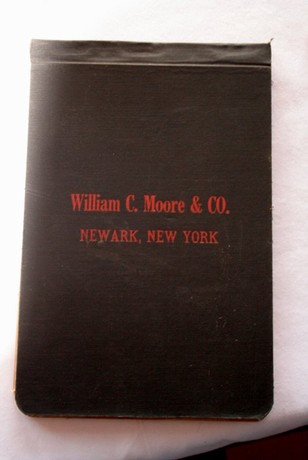 William C. Moore & CO.
NEWARK, NEW YORK